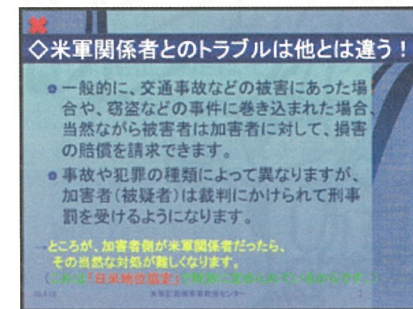 ◇米軍関係者とのトラブルは他とは違う！
一般的に、交通事故などの被害にあった場
合や、窃盗などの事件に巻き込まれた場合、
当然ながら被害者は加害者に対して、損害
の賠償を請求できます。
事故や犯罪の種類によって異なりますが、
加害者（被疑者）は裁判にかけられて刑事
罰を受けるようになります。
→ところが、加害者側が米軍関係者だったら、
その当然な対処が難しくなります。
「日米地位協定」